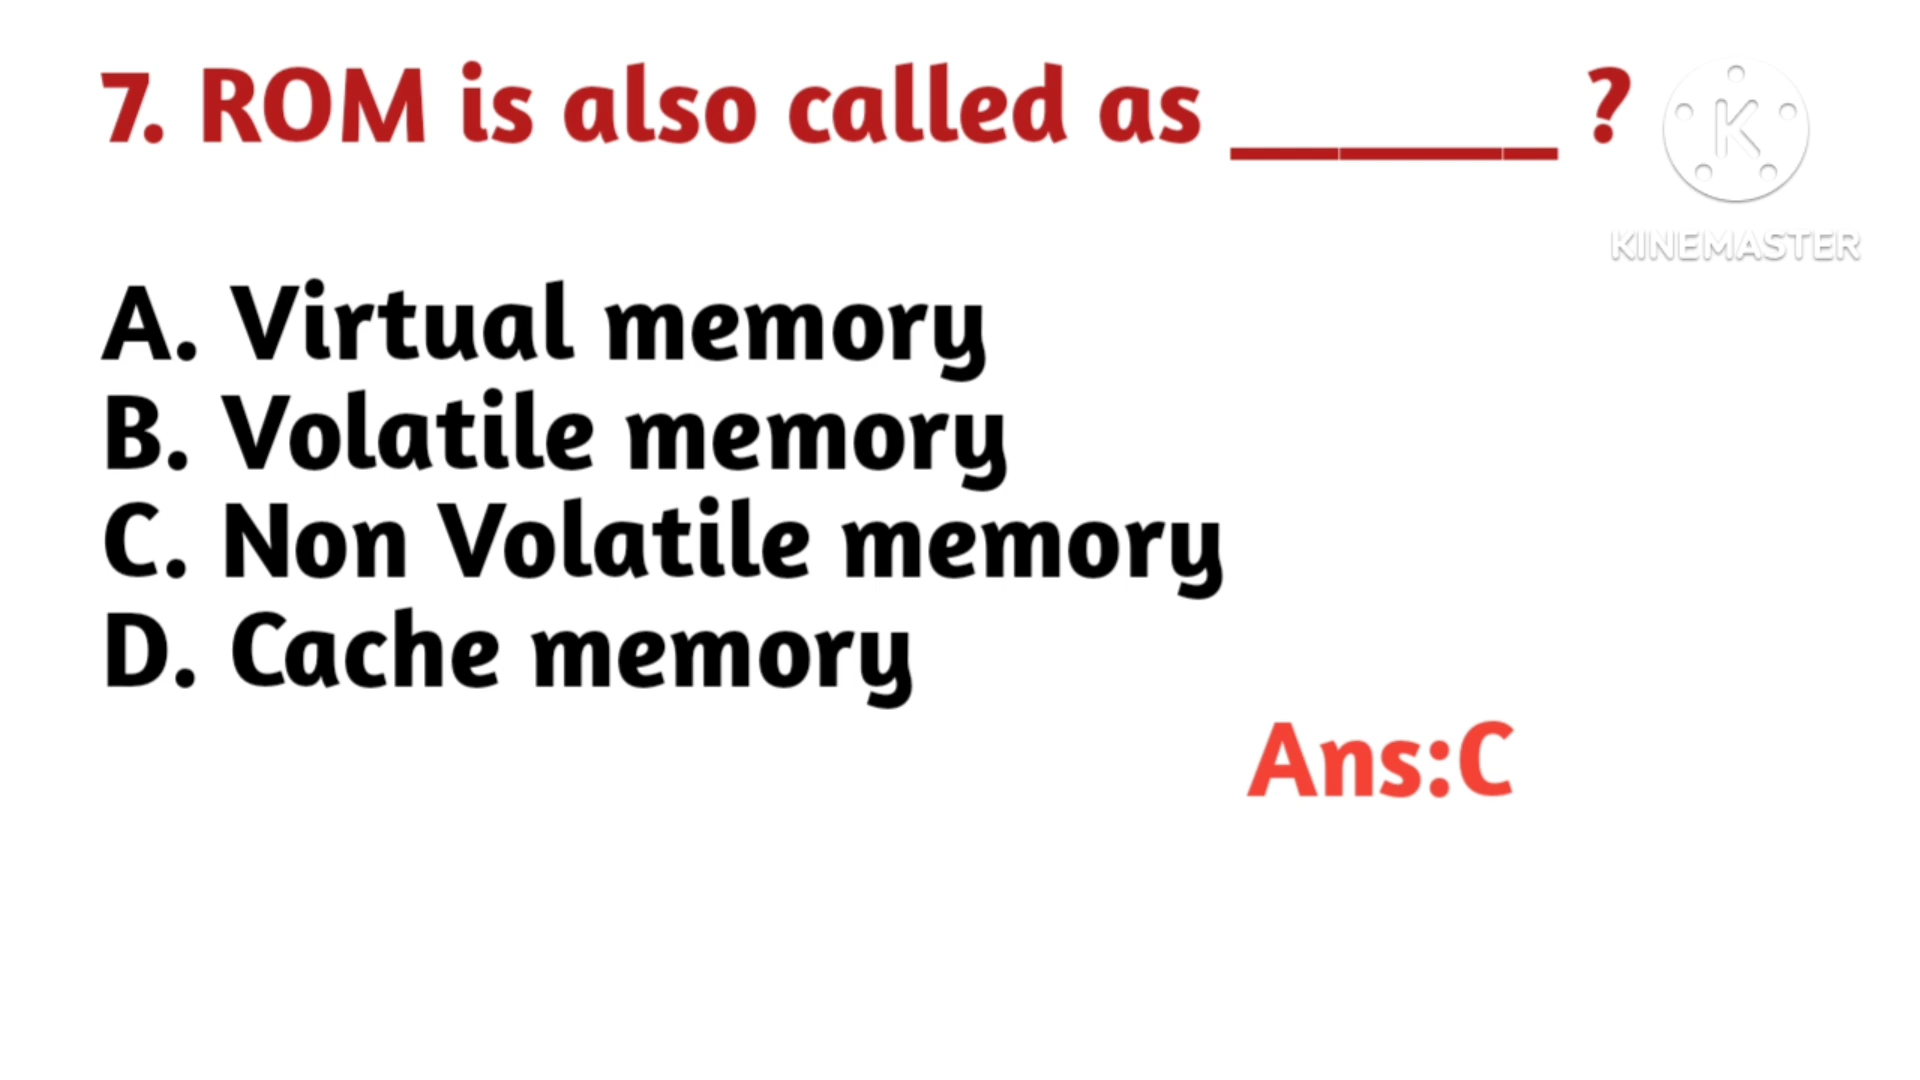 7. ROM is also called as ______ ?
K
KINEMASTER
A. Virtual memory
B. Volatile memory
C. Non Volatile memory
D. Cache memory
Ans:C